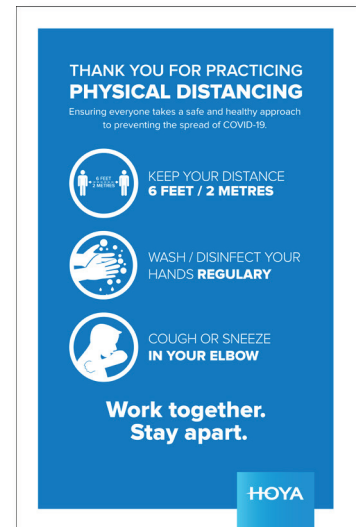 THANK YOU FOR PRACTICING
PHYSICAL DISTANCING
Ensuring everyone takes a safe and healthy approach
to preventing the spread of COVID-19.
6 FEET
2 METRES
KEEP YOUR DISTANCE
6 FEET / 2 METRES
WASH / DISINFECT YOUR
HANDS REGULARY
COUGH OR SNEEZE
IN YOUR ELBOW
Work together.
Stay apart.
HOYA